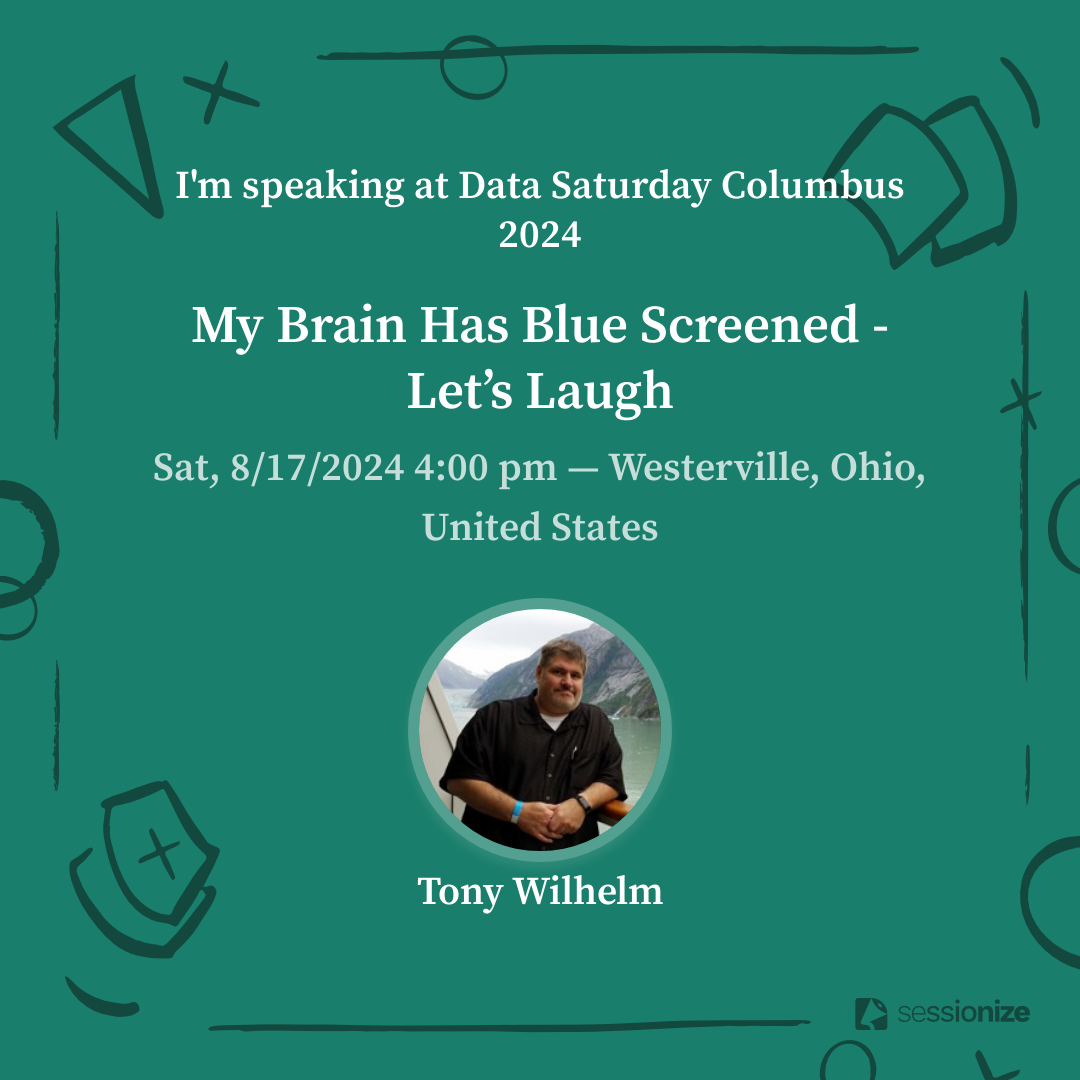 I'm speaking at Data Saturday Columbus
2024
My Brain Has Blue Screened -
Let’s Laugh
Sat, 8/17/2024 4:00 pm — Westerville, Ohio,
United States
Tony Wilhelm
sessionize